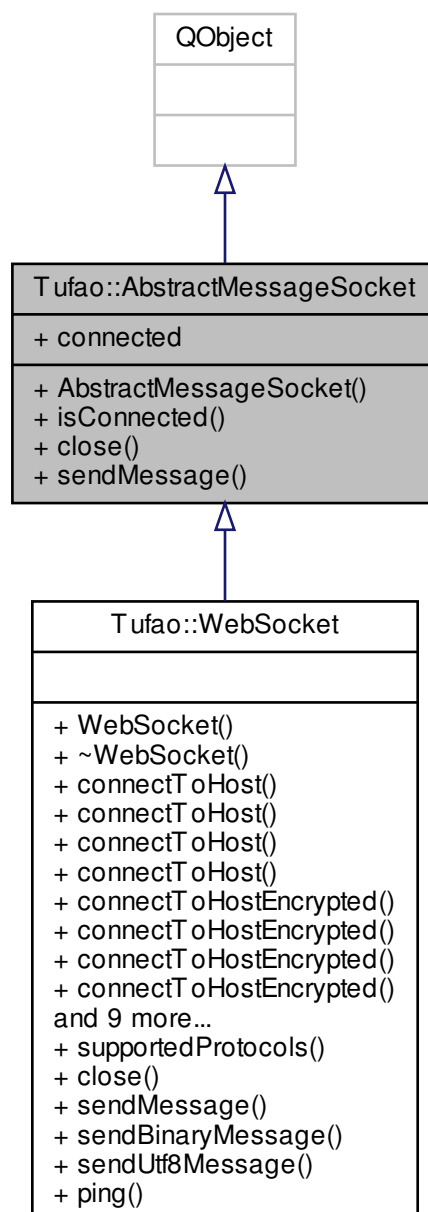 QObject
Tufao::AbstractMessageSocket
+ connected
+ AbstractMessageSocket()
+ isConnected()
+ close()
+ sendMessage()
Tufao::WebSocket
+ WebSocket()
+ ~WebSocket()
+ connectToHost()
+ connectToHost()
+ connectToHost()
+ connectToHost()
+ connectToHostEncrypted()
+ connectToHostEncrypted()
+ connectToHostEncrypted()
+ connectToHostEncrypted()
and 9 more...
+ supportedProtocols()
+ close()
+ sendMessage()
+ sendBinaryMessage()
+ sendUtf8Message()
+ ping()